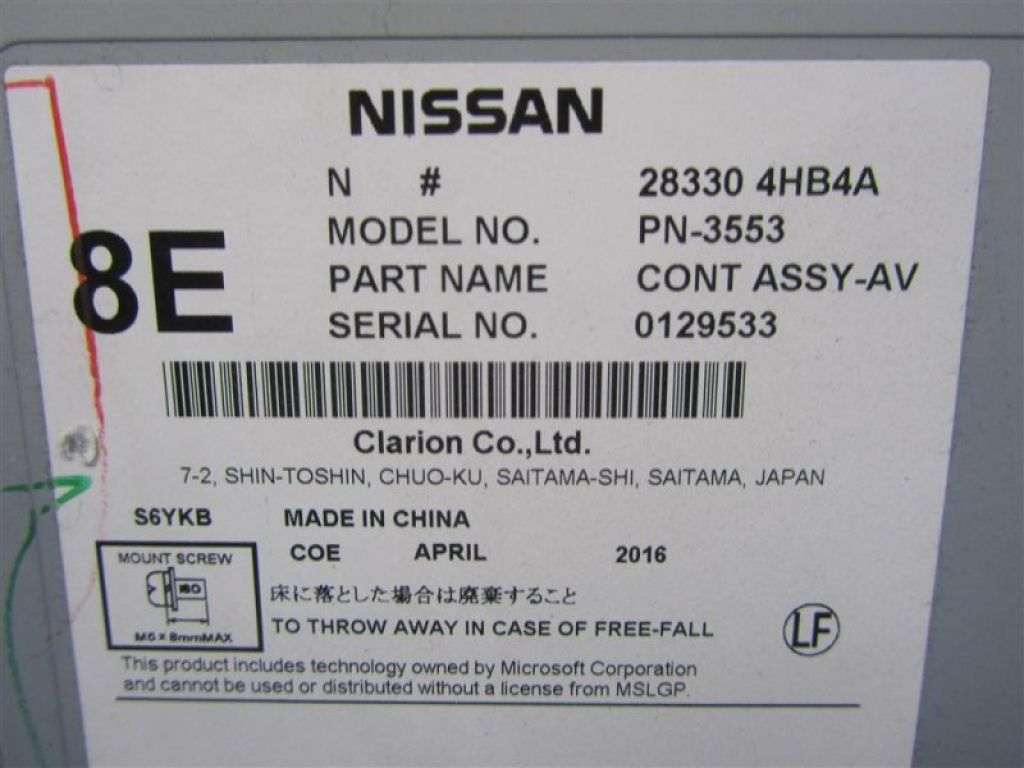 NISSAN
N # 28330 4HB4A
MODEL NO. PN-3553
PART NAME CONT ASSY-AV
SERIAL NO. 0129533
8E
Clarion Co.,Ltd.
7-2, SHIN-TOSHIN, CHUO-KU, SAITAMA-SHI, SAITAMA, JAPAN
S6YKB MADE IN CHINA
COE APRIL 2016
MOUNT SCREW
M5 x 8mmMAX
床に落とした場合は廃棄すること
TO THROW AWAY IN CASE OF FREE-FALL
LF
This product includes technology owned by Microsoft Corporation
and cannot be used or distributed without a license from MSLGP.